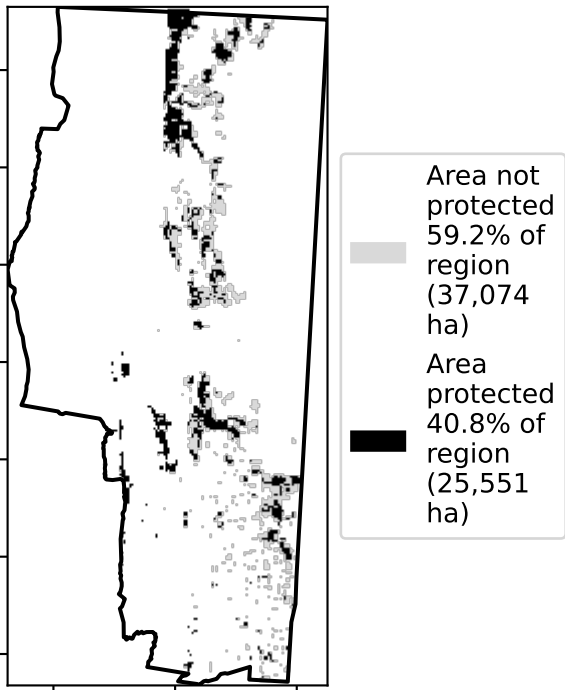 Area not
protected
59.2% of
region
(37,074
ha)
Area
protected
40.8% of
region
(25,551
ha)